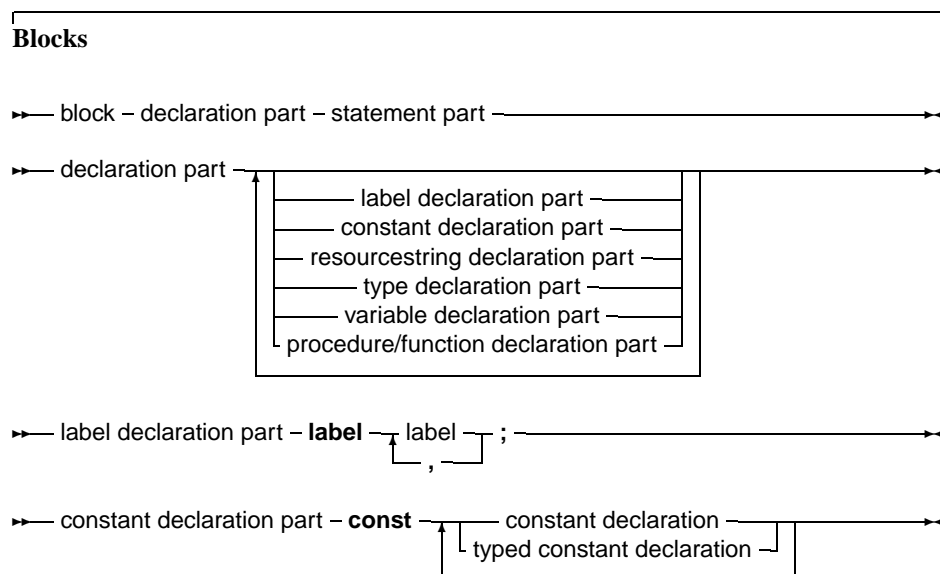 Blocks
block declaration part statement part
declaration part
label declaration part
constant declaration part
resourcestring declaration part
type declaration part
variable declaration part
procedure/function declaration part
label declaration part label label ;
,
constant declaration part const constant declaration
typed constant declaration